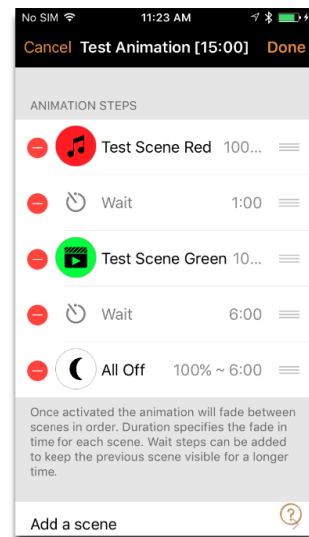 No SIM 11:23 AM
Cancel Test Animation [15:00] Done
ANIMATION STEPS
Test Scene Red 100...
Wait 1:00
Test Scene Green 10...
Wait 6:00
All Off 100% ~ 6:00
Once activated the animation will fade between
scenes in order. Duration specifies the fade in
time for each scene. Wait steps can be added
to keep the previous scene visible for a longer
time.
Add a scene ?